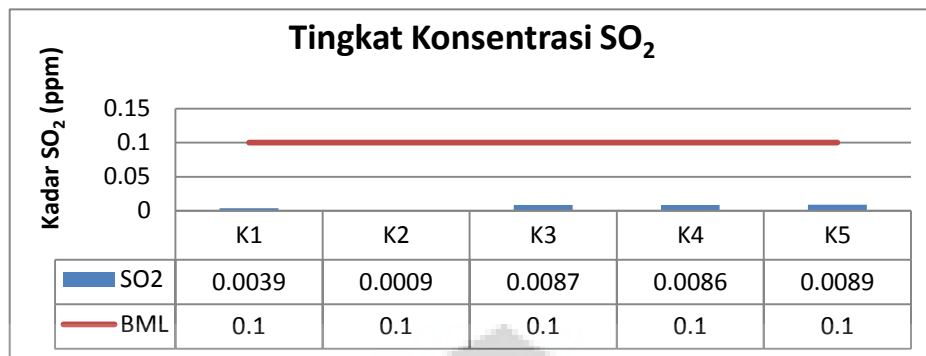 Tingkat Konsentrasi SO₂
Kadar SO₂ (ppm)
0.15
0.1
0.05
0
K1 K2 K3 K4 K5
SO2 0.0039 0.0009 0.0087 0.0086 0.0089
BML 0.1 0.1 0.1 0.1 0.1